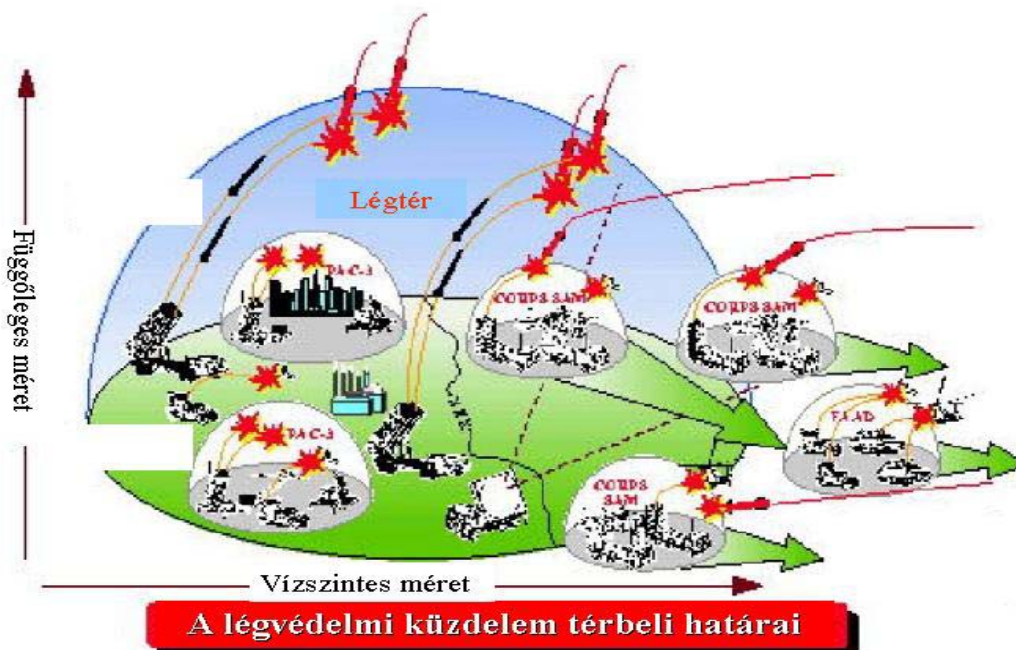 Légtér
PAC-3
CORPS SAM
CORPS SAM
Függőleges méret
FAAD
PAC-3
CORPS
SAM
Vízszintes méret
A légvédelmi küzdelem térbeli határai